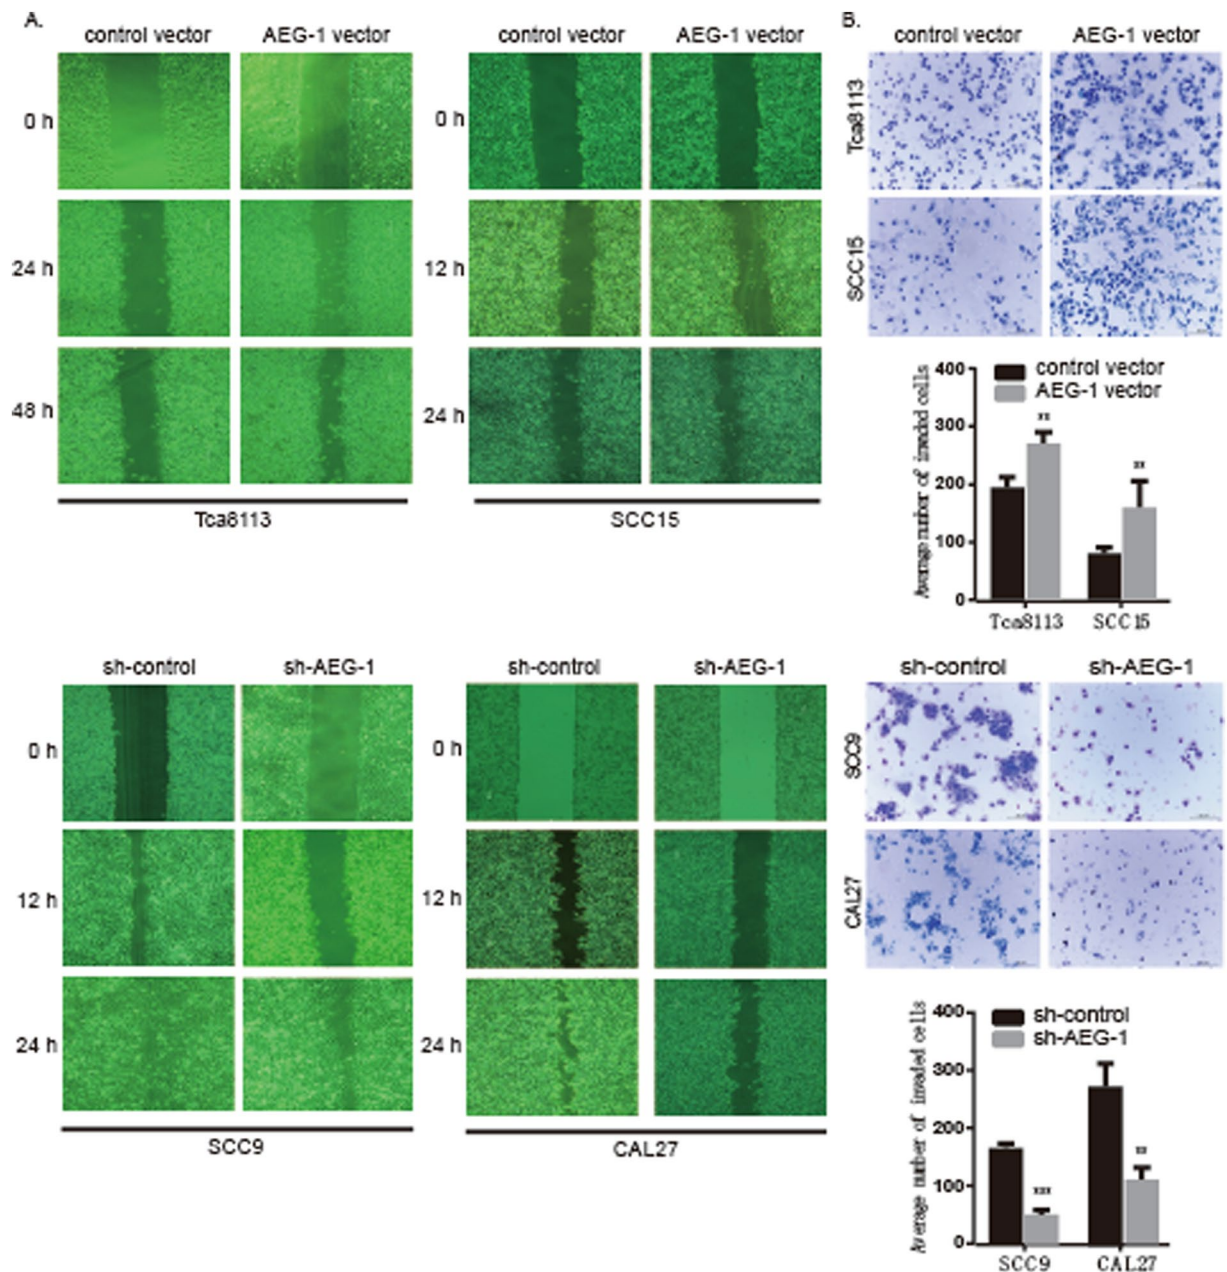 A.
control vector AEG-1 vector
control vector AEG-1 vector
0 h
24 h
48 h
Tca8113
0 h
12 h
24 h
SCC15
B.
control vector AEG-1 vector
Tca8113
SCC15
Average number of invaded cells
400
300
200
100
0
control vector
AEG-1 vector
**
**
Tca8113 SCC15
sh-control sh-AEG-1
0 h
12 h
24 h
SCC9
sh-control sh-AEG-1
0 h
12 h
24 h
CAL27
sh-control sh-AEG-1
SCC9
CAL27
Average number of invaded cells
400
300
200
100
0
sh-control
sh-AEG-1
***
**
SCC9 CAL27